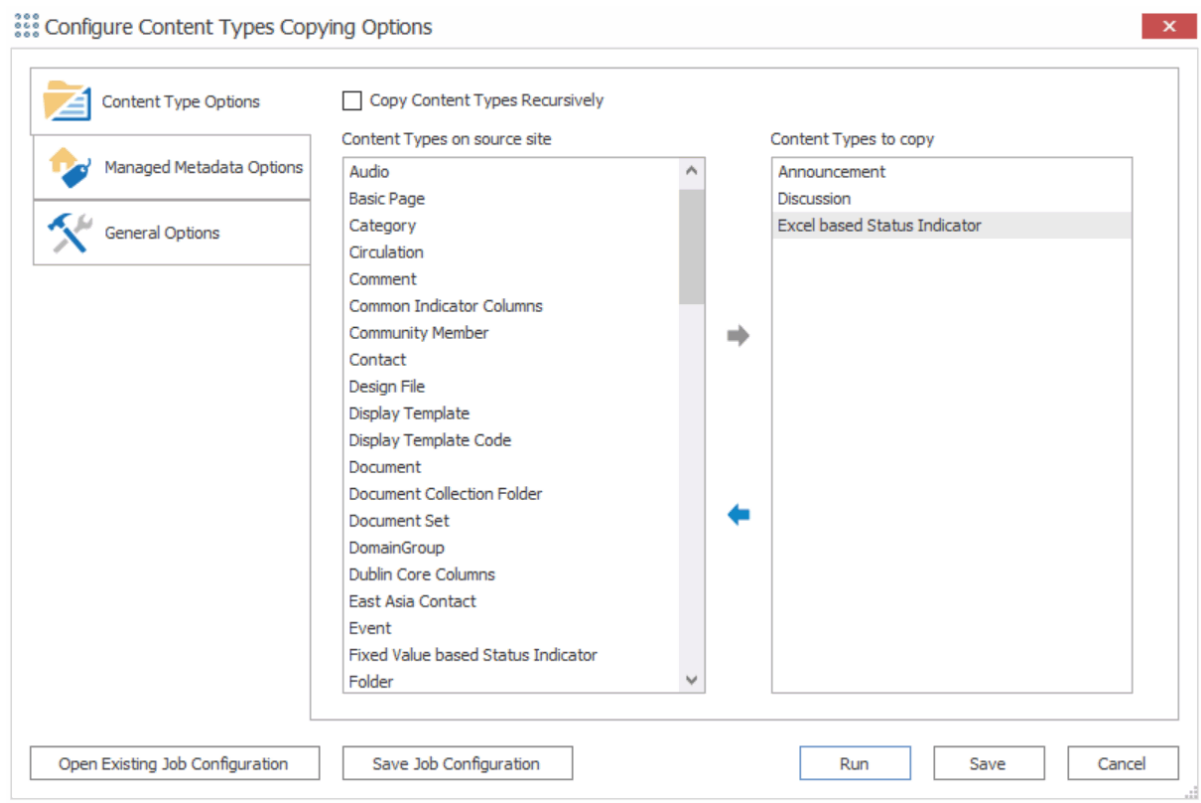 Configure Content Types Copying Options
Content Type Options
Managed Metadata Options
General Options
Copy Content Types Recursively
Content Types on source site
Audio
Basic Page
Category
Circulation
Comment
Common Indicator Columns
Community Member
Contact
Design File
Display Template
Display Template Code
Document
Document Collection Folder
Document Set
DomainGroup
Dublin Core Columns
East Asia Contact
Event
Fixed Value based Status Indicator
Folder
Content Types to copy
Announcement
Discussion
Excel based Status Indicator
Open Existing Job Configuration
Save Job Configuration
Run
Save
Cancel